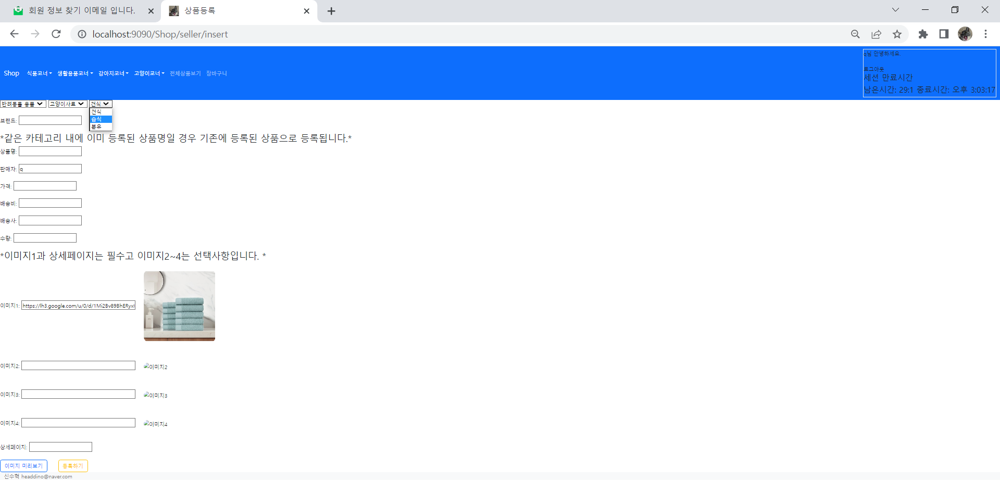 회원 정보 찾기 이메일 입니다.
상품등록
localhost:9090/Shop/seller/insert
q님 안녕하세요.
Shop 식품코너 생활용품코너 강아지코너 고양이코너 전체상품보기 장바구니
로그아웃
세션 만료시간
남은시간: 29:1 종료시간: 오후 3:03:17
반려동물 용품 고양이사료 건식
건식
습식
분유
브랜드:
*같은 카테고리 내에 이미 등록된 상품명일 경우 기존에 등록된 상품으로 등록됩니다.*
상품명:
판매자: q
가격:
배송비:
배송사:
수량:
*이미지1과 상세페이지는 필수고 이미지2~4는 선택사항입니다. *
이미지1: https://lh3.google.com/u/0/d/1Mi2Bv89BhERyxi
이미지2: 이미지2
이미지3: 이미지3
이미지4: 이미지4
상세페이지:
이미지 미리보기 등록하기
신수혁 headdino@naver.com